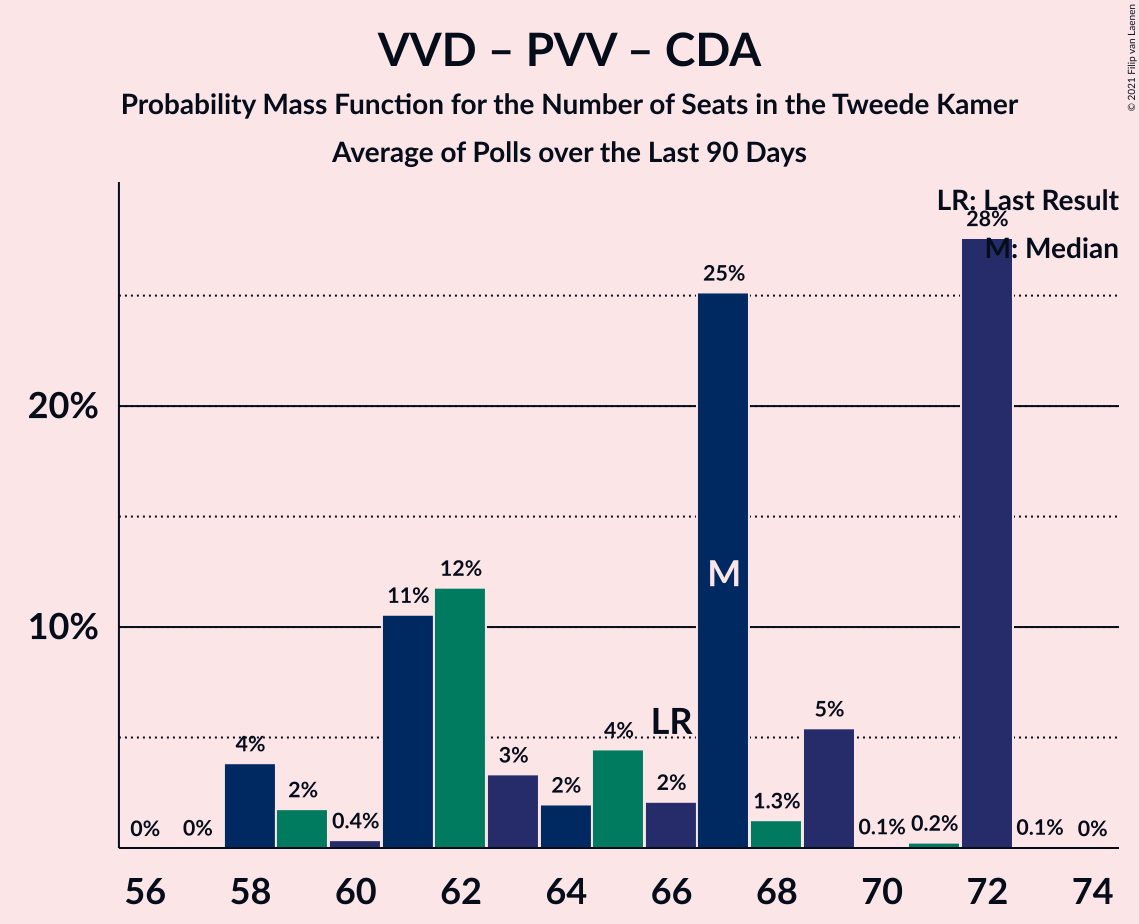 VVD – PVV – CDA
Probability Mass Function for the Number of Seats in the Tweede Kamer
Average of Polls over the Last 90 Days
© 2021 Filip van Laenen
LR: Last Result
M: Median
20%
10%
0%
0%
4%
2%
0.4%
11%
12%
3%
2%
4%
2%
LR
25%
M
1.3%
5%
0.1%
0.2%
28%
0.1%
0%
56 58 60 62 64 66 68 70 72 74